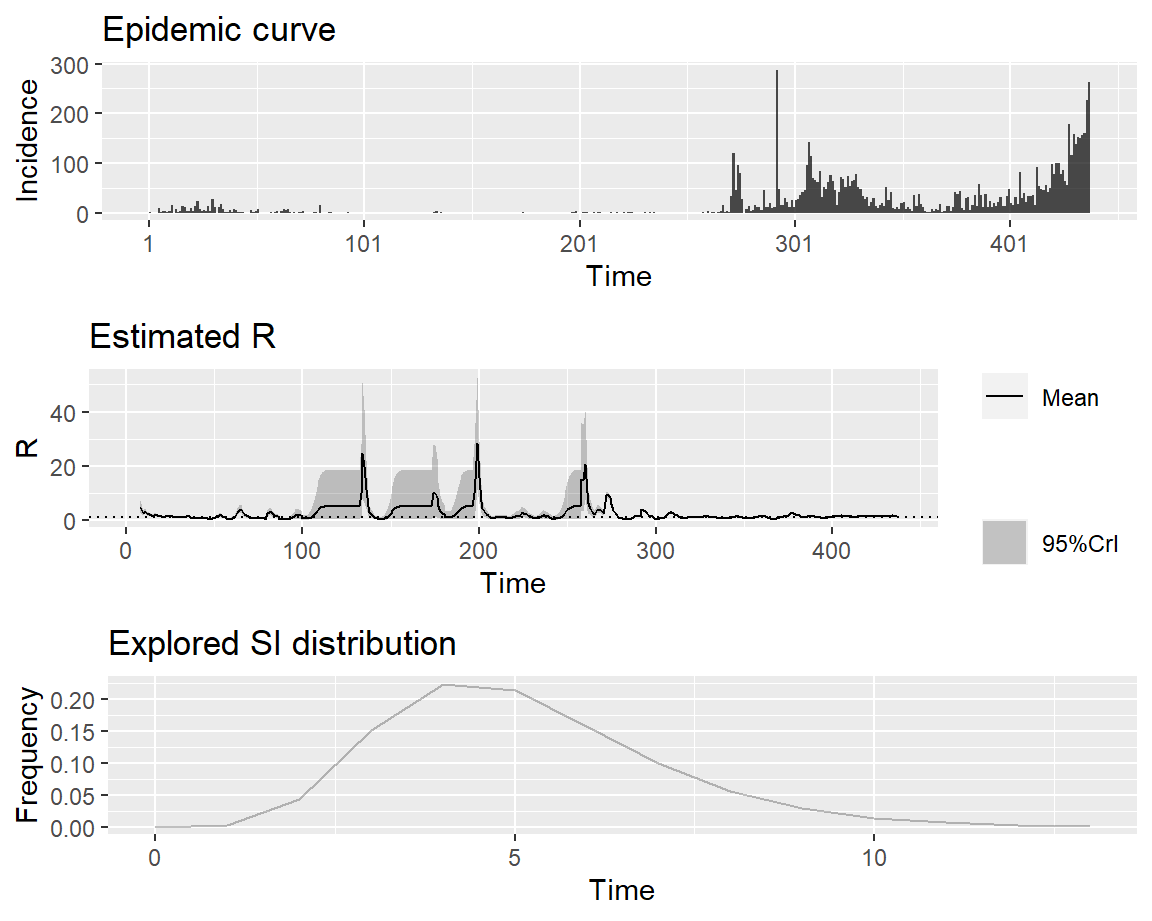 Epidemic curve
300
200
100
0
Incidence
1 101 201 301 401
Time
Estimated R
40
20
0
R
0 100 200 300 400
Time
Mean
95%CrI
Explored SI distribution
0.20
0.15
0.10
0.05
0.00
Frequency
0 5 10
Time